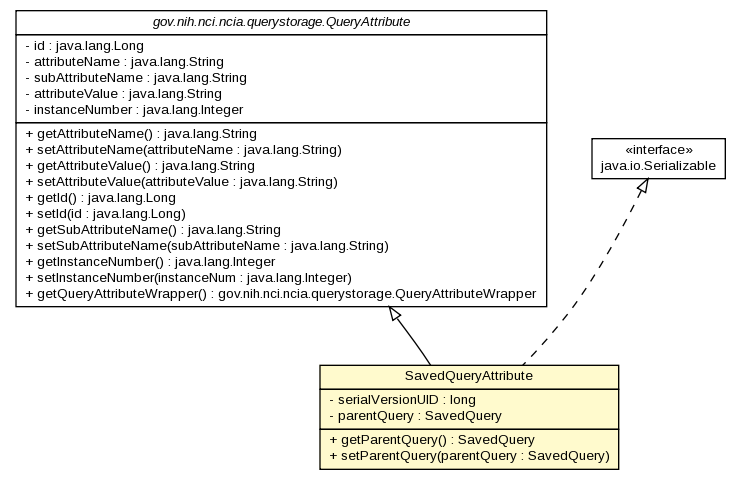 gov.nih.nci.ncia.querystorage.QueryAttribute
- id : java.lang.Long
- attributeName : java.lang.String
- subAttributeName : java.lang.String
- attributeValue : java.lang.String
- instanceNumber : java.lang.Integer
+ getAttributeName() : java.lang.String
+ setAttributeName(attributeName : java.lang.String)
+ getAttributeValue() : java.lang.String
+ setAttributeValue(attributeValue : java.lang.String)
+ getId() : java.lang.Long
+ setId(id : java.lang.Long)
+ getSubAttributeName() : java.lang.String
+ setSubAttributeName(subAttributeName : java.lang.String)
+ getInstanceNumber() : java.lang.Integer
+ setInstanceNumber(instanceNum : java.lang.Integer)
+ getQueryAttributeWrapper() : gov.nih.nci.ncia.querystorage.QueryAttributeWrapper
«interface»
java.io.Serializable
SavedQueryAttribute
- serialVersionUID : long
- parentQuery : SavedQuery
+ getParentQuery() : SavedQuery
+ setParentQuery(parentQuery : SavedQuery)